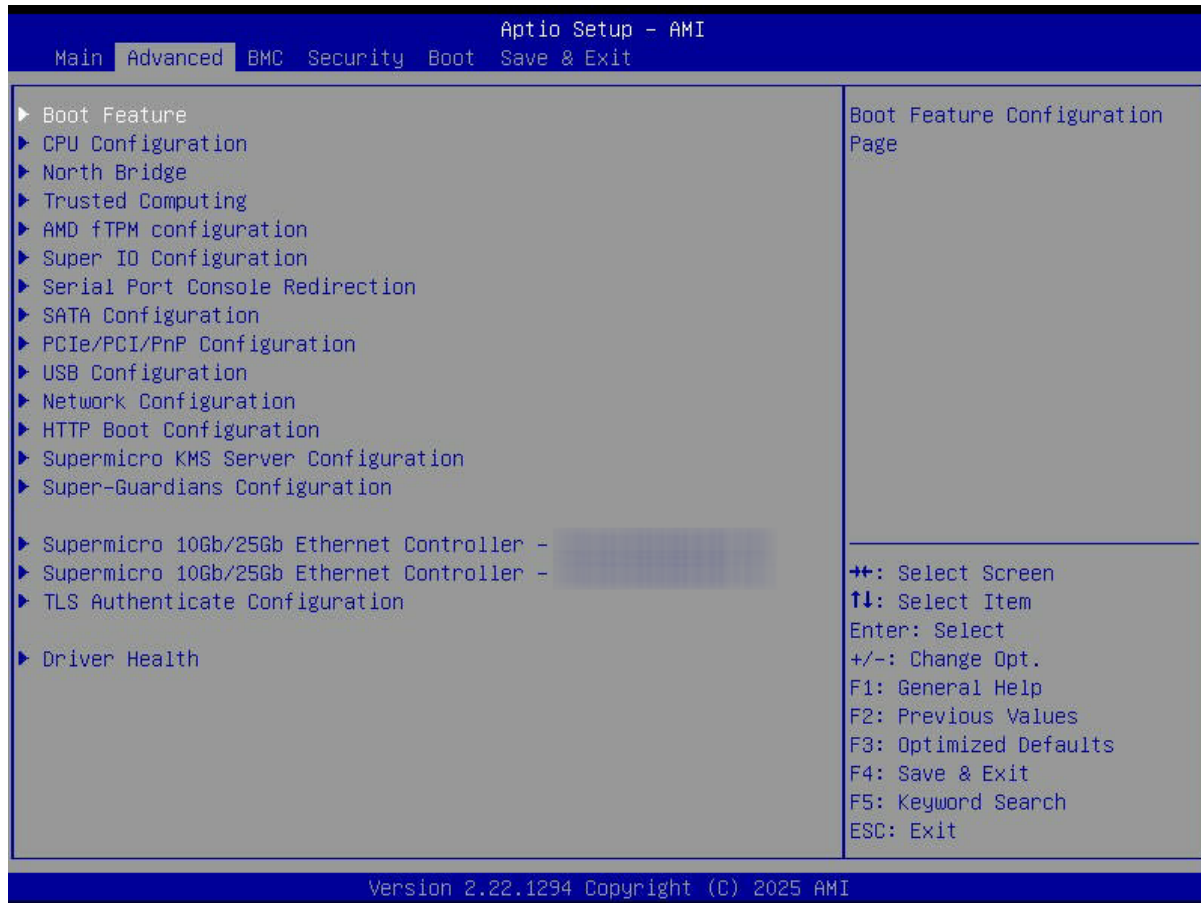 Aptio Setup - AMI
Main Advanced BMC Security Boot Save & Exit
▶ Boot Feature
▶ CPU Configuration
▶ North Bridge
▶ Trusted Computing
▶ AMD fTPM configuration
▶ Super IO Configuration
▶ Serial Port Console Redirection
▶ SATA Configuration
▶ PCIe/PCI/PnP Configuration
▶ USB Configuration
▶ Network Configuration
▶ HTTP Boot Configuration
▶ Supermicro KMS Server Configuration
▶ Super-Guardians Configuration
▶ Supermicro 10Gb/25Gb Ethernet Controller -
▶ Supermicro 10Gb/25Gb Ethernet Controller -
▶ TLS Authenticate Configuration
▶ Driver Health
Boot Feature Configuration
Page
→←: Select Screen
↑↓: Select Item
Enter: Select
+/-: Change Opt.
F1: General Help
F2: Previous Values
F3: Optimized Defaults
F4: Save & Exit
F5: Keyword Search
ESC: Exit
Version 2.22.1294 Copyright (C) 2025 AMI